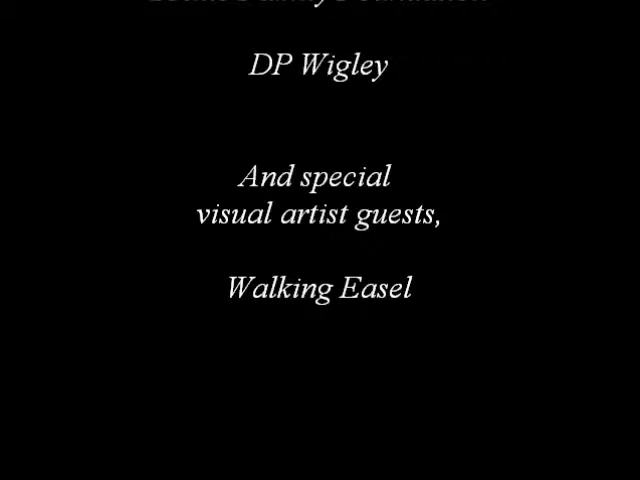 DP Wigley
And special
visual artist guests,
Walking Easel